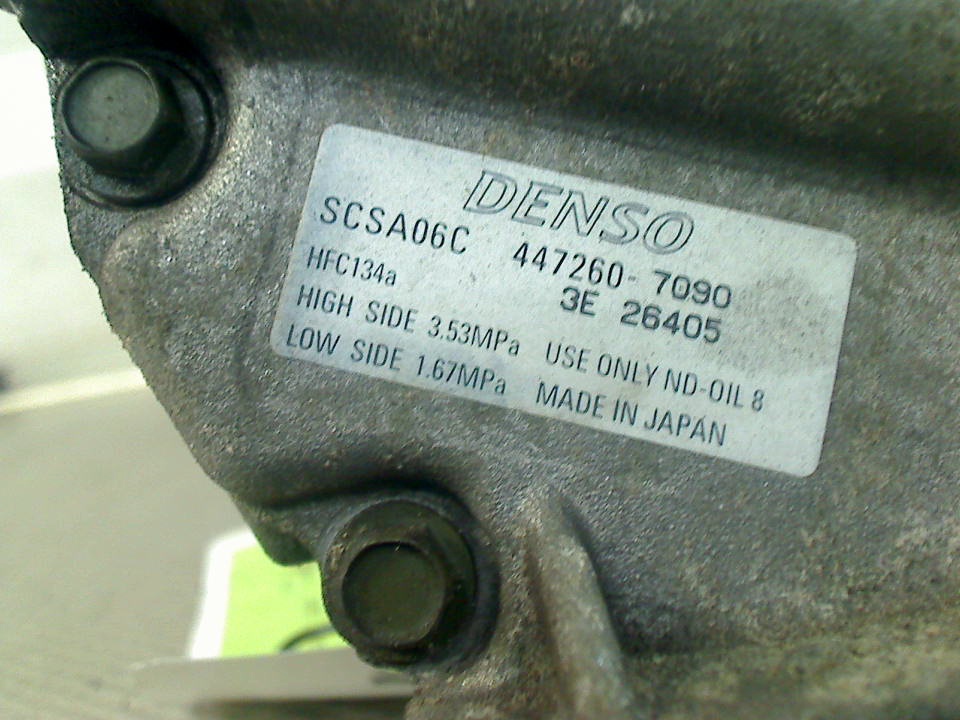 DENSO
SCSA06C 447260-7090
HFC134a 3E 26405
HIGH SIDE 3.53MPa USE ONLY ND-OIL 8
LOW SIDE 1.67MPa MADE IN JAPAN